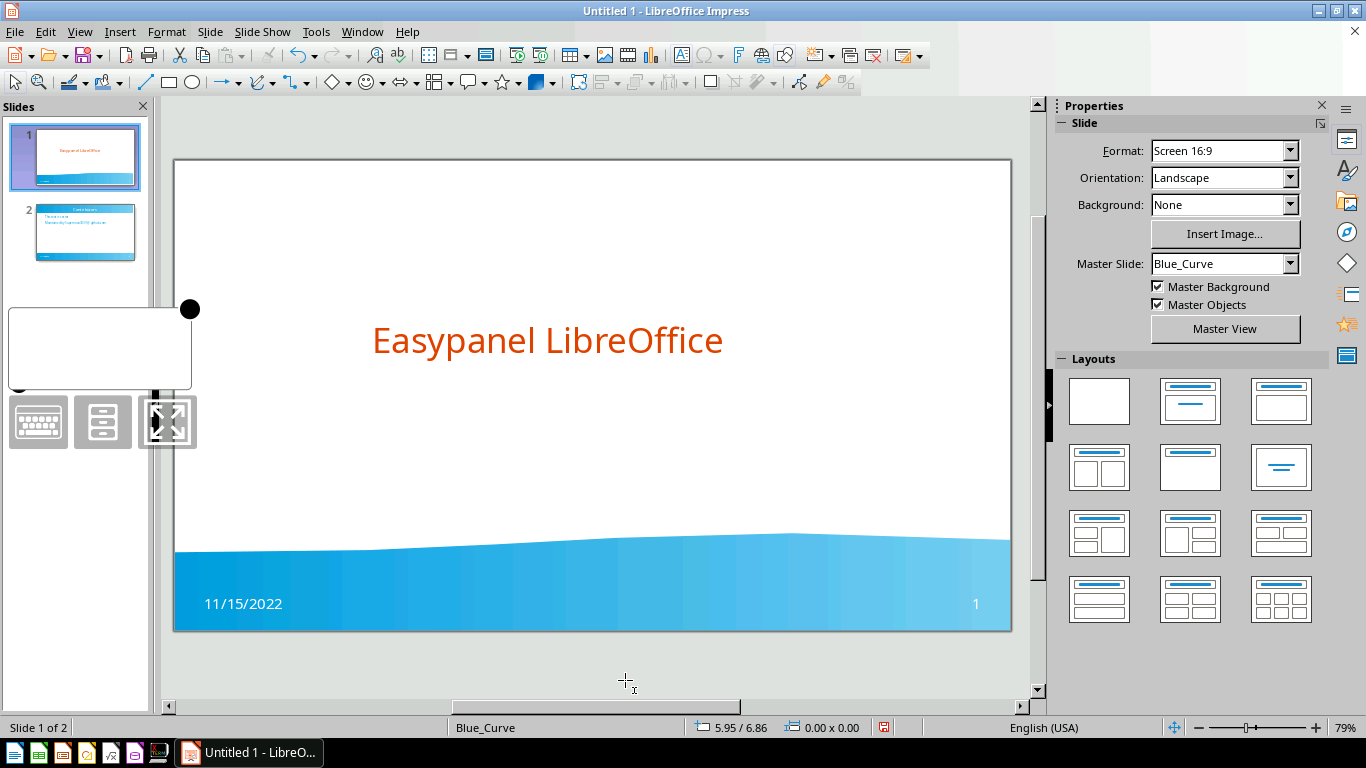 Untitled 1 - LibreOffice Impress
File Edit View Insert Format Slide Slide Show Tools Window Help
Slides
1
Easypanel LibreOffice
2
Properties
Slide
Format: Screen 16:9
Orientation: Landscape
Background: None
Insert Image...
Master Slide: Blue_Curve
Master Background
Master Objects
Master View
Layouts
Easypanel LibreOffice
11/15/2022
1
Slide 1 of 2
Blue_Curve
5.95 / 6.86
0.00 x 0.00
English (USA)
79%
Untitled 1 - LibreO...